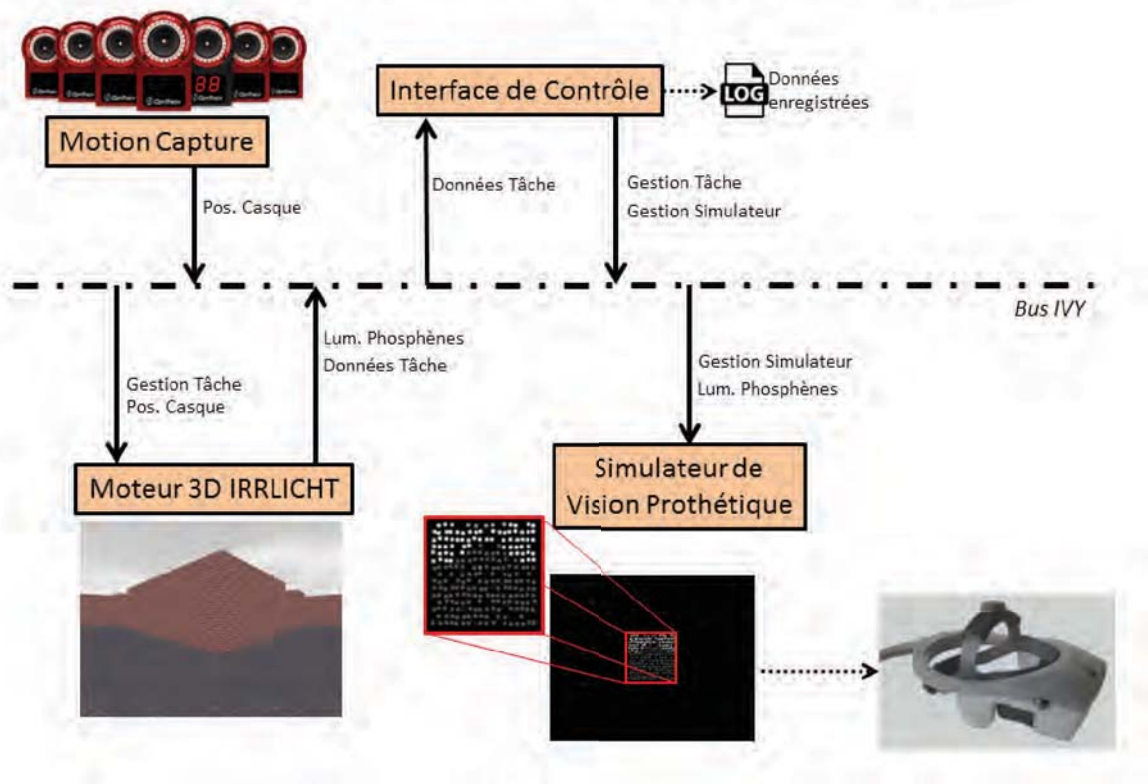 Motion Capture
Interface de Contrôle
LOG
Données
enregistrées
Pos. Casque
Données Tâche
Gestion Tâche
Gestion Simulateur
Bus IVY
Gestion Tâche
Pos. Casque
Lum. Phosphènes
Données Tâche
Gestion Simulateur
Lum. Phosphènes
Moteur 3D IRRLICHT
Simulateur de
Vision Prothétique